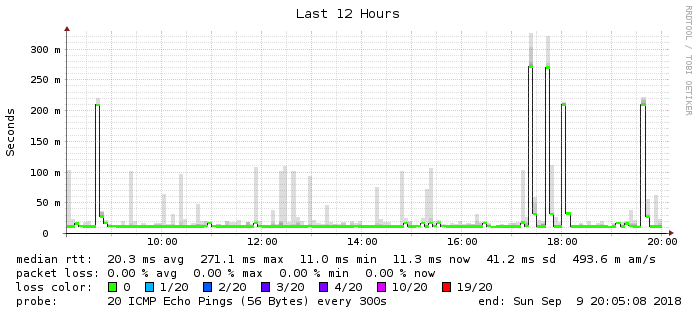 Last 12 Hours
RRDTOOL / TOBI OETIKER
Seconds
300 m
250 m
200 m
150 m
100 m
50 m
0
10:00 12:00 14:00 16:00 18:00 20:00
median rtt: 20.3 ms avg 271.1 ms max 11.0 ms min 11.3 ms now 41.2 ms sd 493.6 m am/s
packet loss: 0.00 % avg 0.00 % max 0.00 % min 0.00 % now
loss color: 0 1/20 2/20 3/20 4/20 10/20 19/20
probe: 20 ICMP Echo Pings (56 Bytes) every 300s end: Sun Sep 9 20:05:08 2018